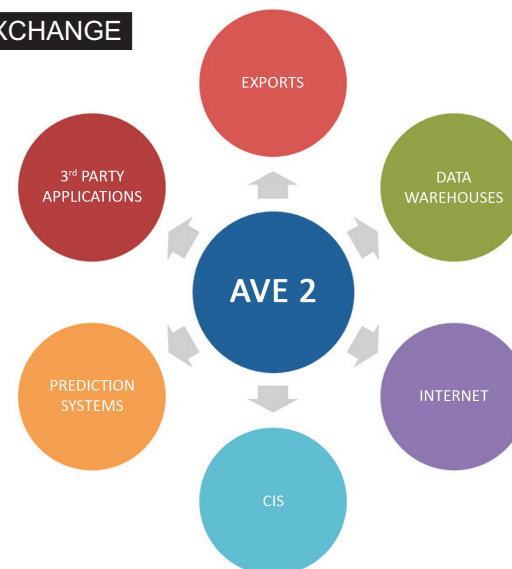 XCHANGE
EXPORTS
3rd PARTY
APPLICATIONS
DATA
WAREHOUSES
AVE 2
PREDICTION
SYSTEMS
INTERNET
CIS